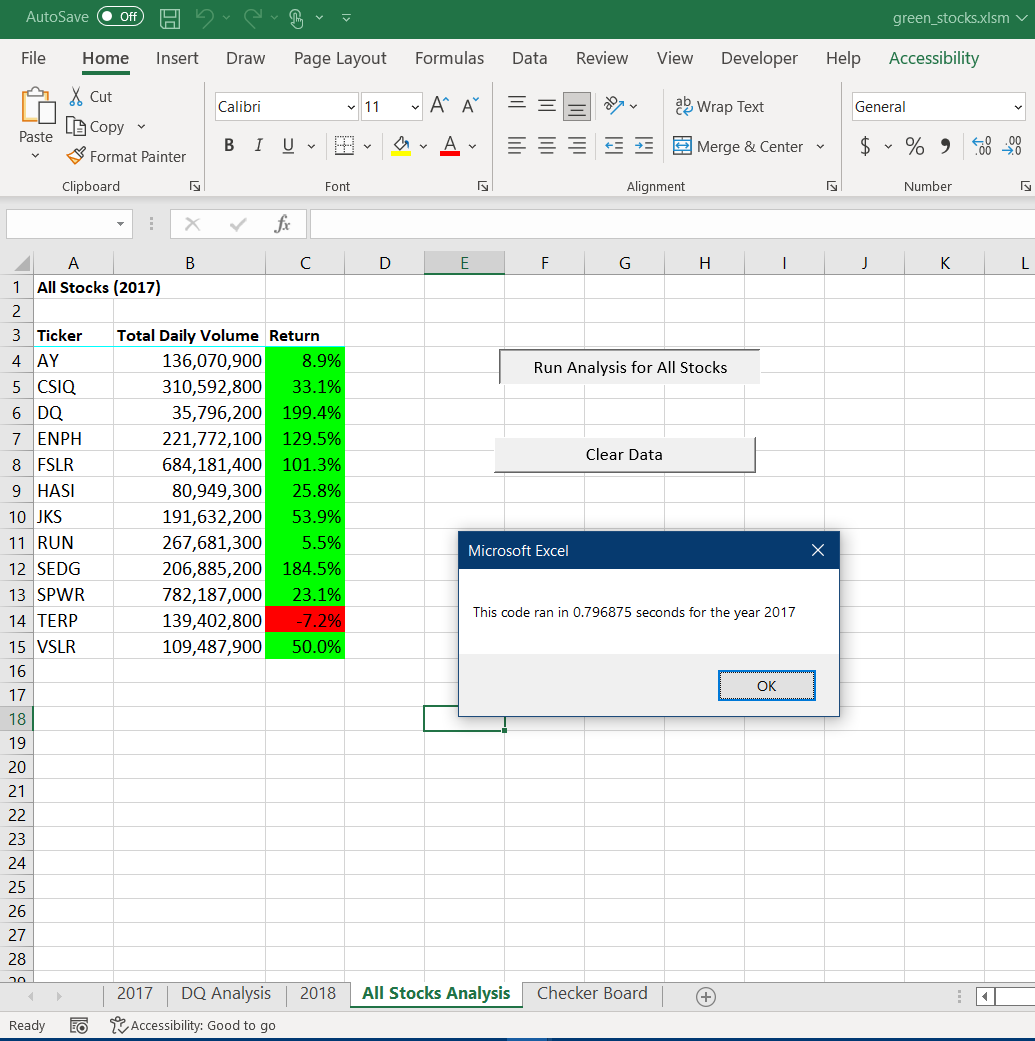 AutoSave Off green_stocks.xlsm
File Home Insert Draw Page Layout Formulas Data Review View Developer Help Accessibility
Paste
Cut
Copy
Format Painter
Clipboard
Calibri 11
B I U A
Font
Wrap Text
Merge & Center
Alignment
General
$ % 9 .00 .00
Number
fx
A B C D E F G H I J K L
1 All Stocks (2017)
2
3 Ticker Total Daily Volume Return
4 AY 136,070,900 8.9%
5 CSIQ 310,592,800 33.1%
6 DQ 35,796,200 199.4%
7 ENPH 221,772,100 129.5%
8 FSLR 684,181,400 101.3%
9 HASI 80,949,300 25.8%
10 JKS 191,632,200 53.9%
11 RUN 267,681,300 5.5%
12 SEDG 206,885,200 184.5%
13 SPWR 782,187,000 23.1%
14 TERP 139,402,800 -7.2%
15 VSLR 109,487,900 50.0%
16
17
18
19
20
21
22
23
24
25
26
27
28
29
Run Analysis for All Stocks
Clear Data
Microsoft Excel
This code ran in 0.796875 seconds for the year 2017
OK
2017 DQ Analysis 2018 All Stocks Analysis Checker Board
Ready Accessibility: Good to go